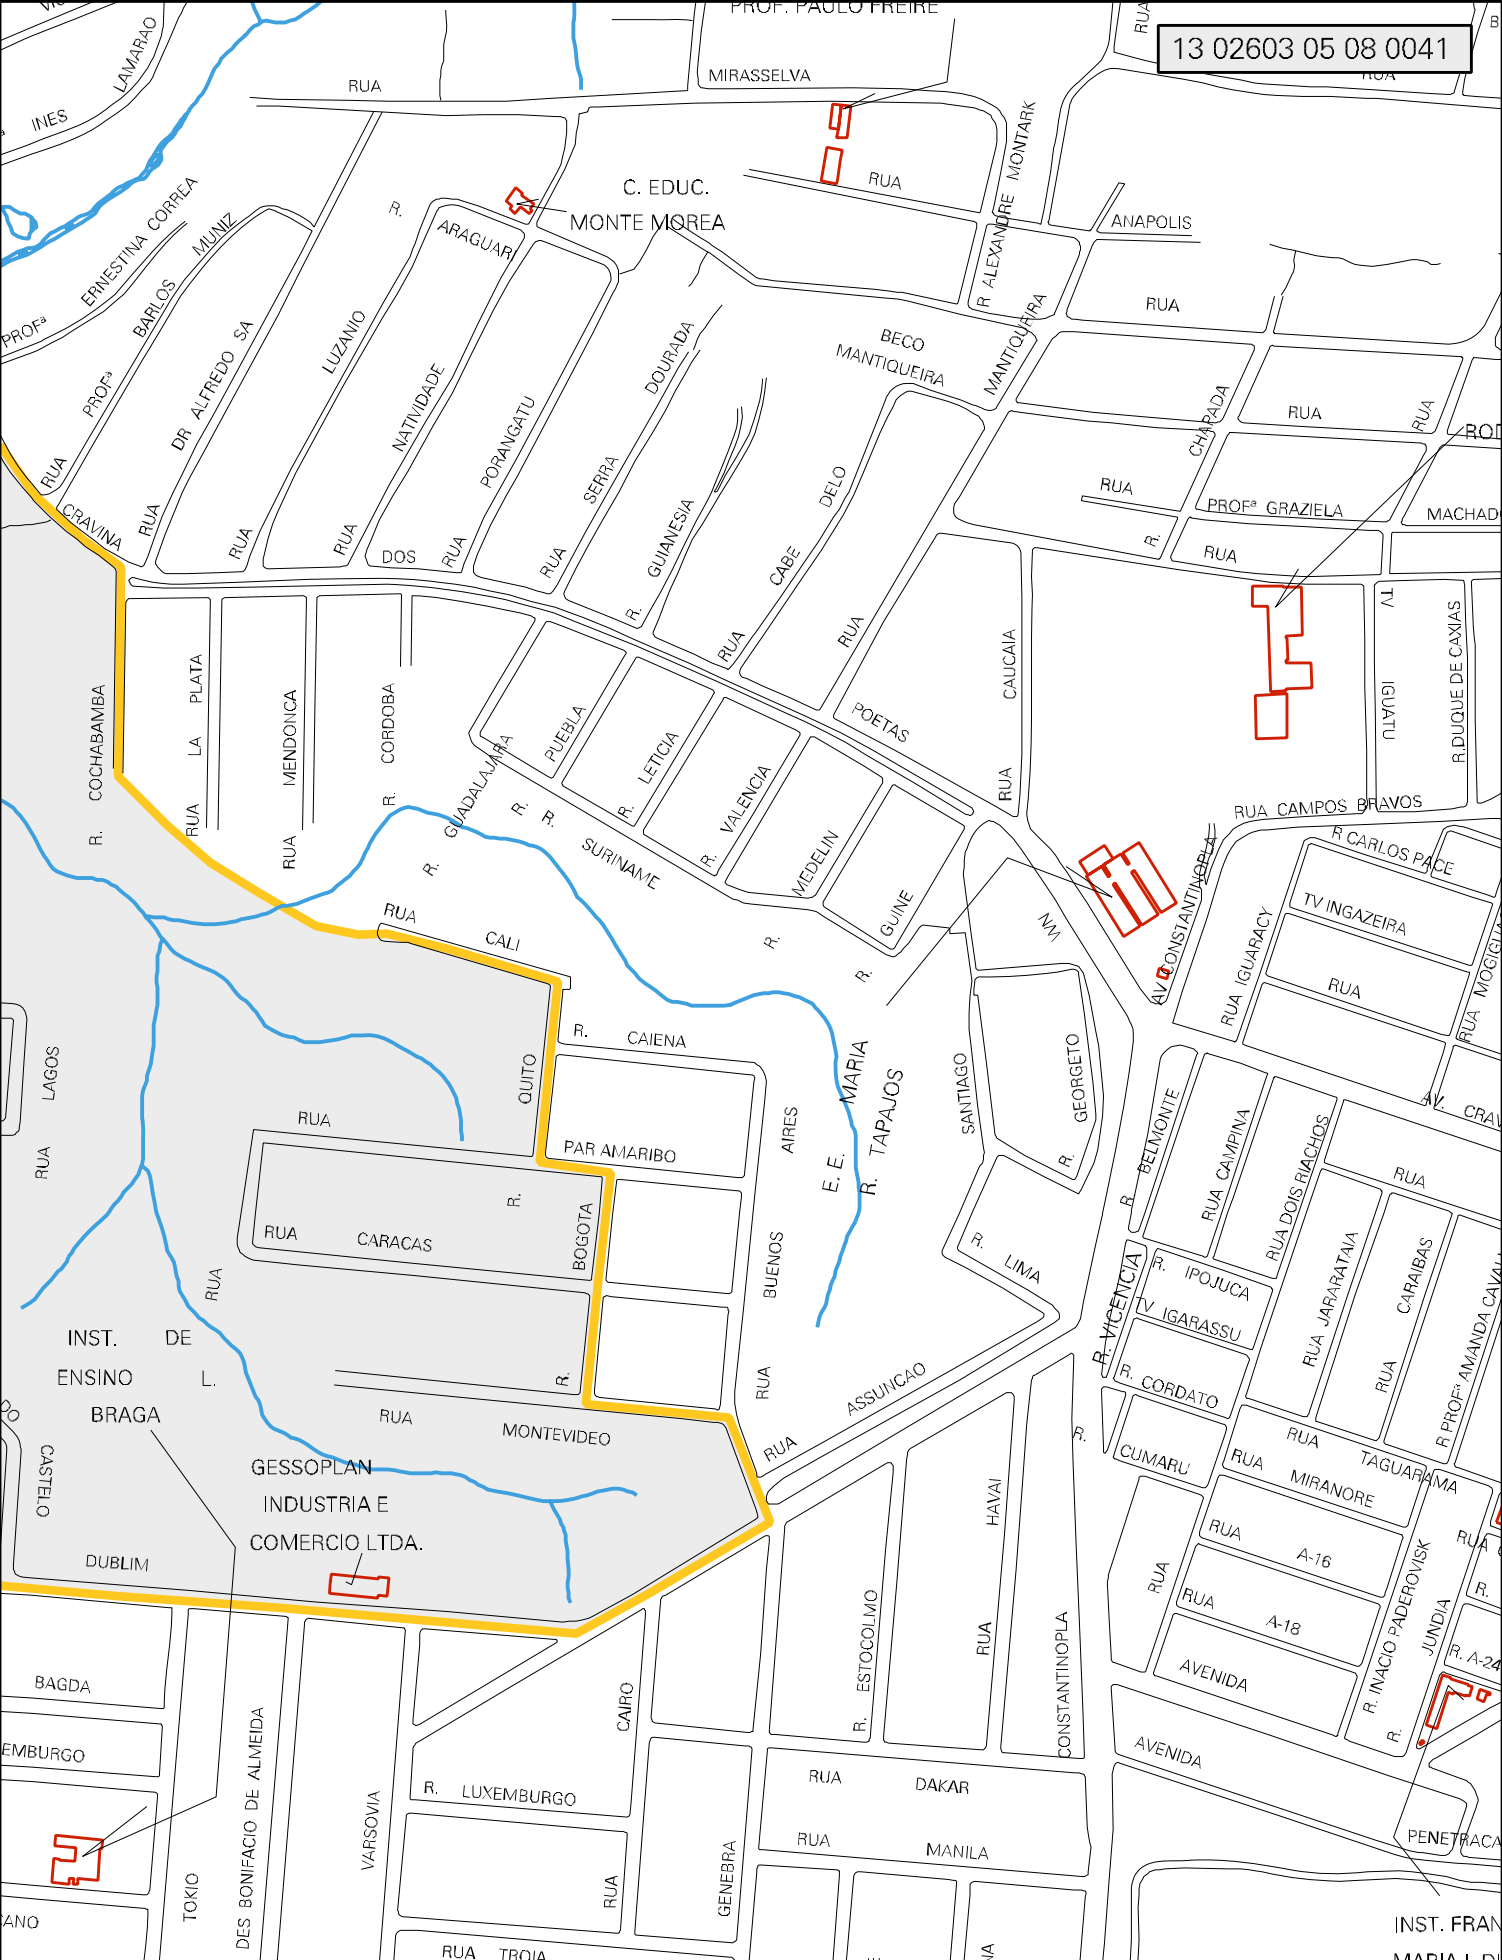 PROF. PAULO FREIRE
13 02603 05 08 0041
RUA
RUA
LAMARAO
INES
RUA
MIRASSELVA
R ALEXANDRE MONTARK
C. EDUC.
MONTE MOREA
RUA
ANAPOLIS
R.
ARAGUARI
PROFª ERNESTINA CORREA
RUA PROFª BARLOS MUNIZ
RUA DR ALFREDO SA
RUA LUZANIO
RUA NATIVIDADE
RUA PORANGATU
RUA SERRA DOURADA
R. GUIANESIA
RUA CABE DELO
BECO
MANTIQUEIRA
RUA MANTIQUEIRA
RUA
RUA
RUA
R. CHAPADA
RUA
PROFª GRAZIELA
MACHADO
RUA
CRAVINA
DOS
POETAS
R. COCHABAMBA
RUA LA PLATA
RUA MENDONCA
R. CORDOBA
R. GUADALAJARA
R. PUEBLA
R. LETICIA
R. VALENCIA
R. MEDELIN
R. GUINE
R.
SURINAME
RUA CAUCAIA
TV IGUATU
R.DUQUE DE CAXIAS
RUA CAMPOS BRAVOS
R CARLOS PACE
TV INGAZEIRA
RUA
RUA IGUARACY
AV CONSTANTINOPLA
NM
RUA
CALI
R.
CAIENA
QUITO
PAR AMARIBO
RUA
RUA
CARACAS
R. BOGOTA
R.
RUA BUENOS AIRES
E. E. MARIA
R. TAPAJOS
SANTIAGO
R. GEORGETO
R.
LIMA
RUA
ASSUNCAO
RUA LAGOS
RUA
INST. DE
ENSINO L.
BRAGA
RUA
MONTEVIDEO
GESSOPLAN
INDUSTRIA E
COMERCIO LTDA.
CASTELO
DUBLIM
R BELMONTE
RUA CAMPINA
RUA DOIS RIACHOS
R. VICENCIA
R. IPOJUCA
TV IGARASSU
R. CORDATO
R.
CUMARU
RUA JARARATAIA
RUA CARAIBAS
R PROFª AMANDA
RUA
AV.
RUA
TAGUARAMA
RUA
MIRANORE
RUA
A-16
RUA
A-18
AVENIDA
RUA
R. INACIO PADEROVISK
R. JUNDIA
R.
R. A-24
AVENIDA
PENETRACA
BAGDA
EMBURGO
TOKIO
DES BONIFACIO DE ALMEIDA
VARSOVIA
R. LUXEMBURGO
RUA CAIRO
GENEBRA
R. ESTOCOLMO
RUA HAVAI
CONSTANTINOPLA
RUA
DAKAR
RUA
MANILA
RUA
TROIA
INST. FRAN